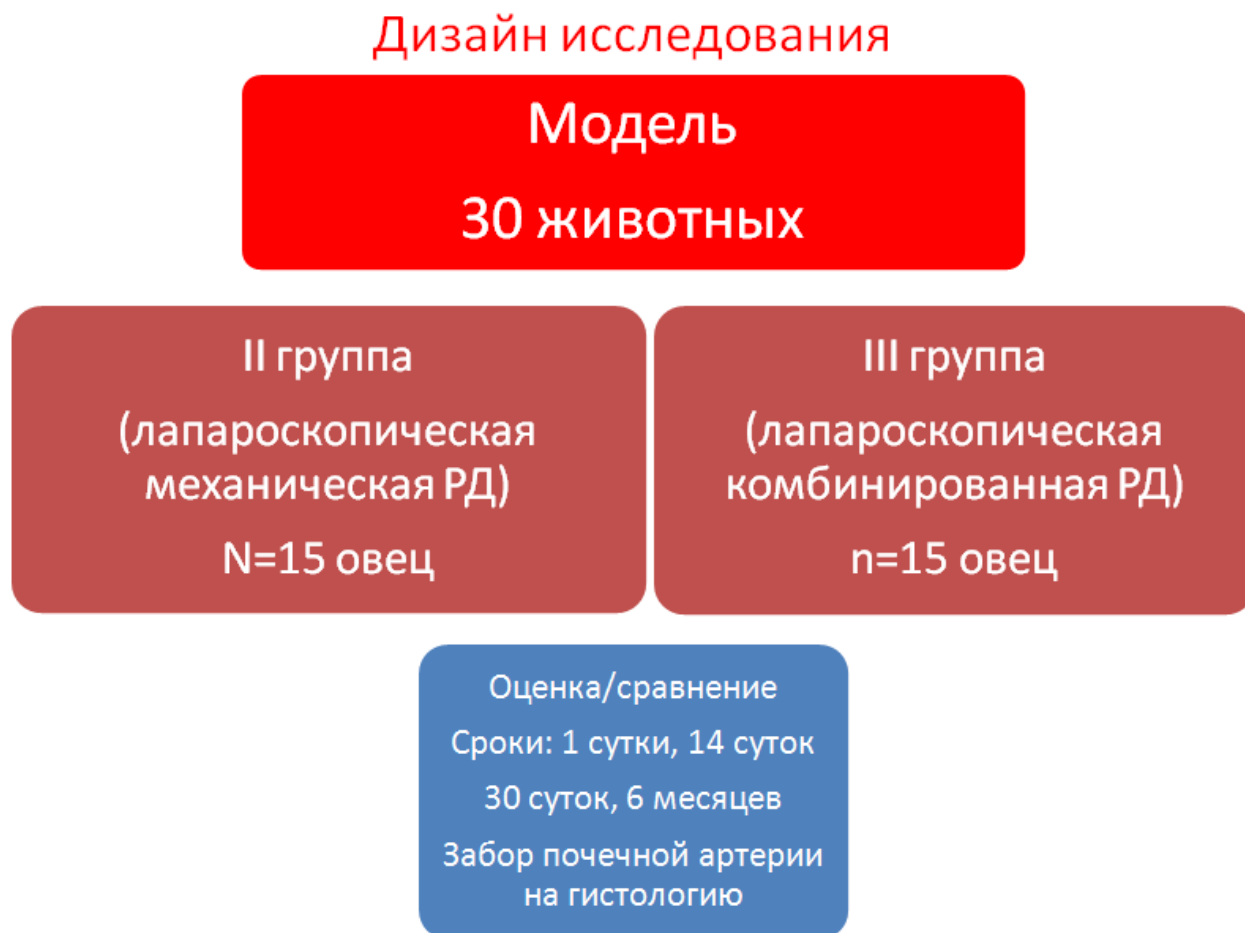 Дизайн исследования
Модель
30 животных
II группа
(лапароскопическая
механическая РД)
N=15 овец
III группа
(лапароскопическая
комбинированная РД)
n=15 овец
Оценка/сравнение
Сроки: 1 сутки, 14 суток
30 суток, 6 месяцев
Забор почечной артерии
на гистологию